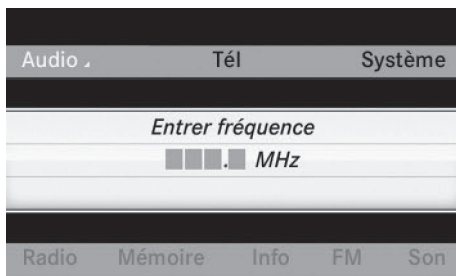 Audio Tél Système
Entrer fréquence
. MHz
Radio Mémoire Info FM Son